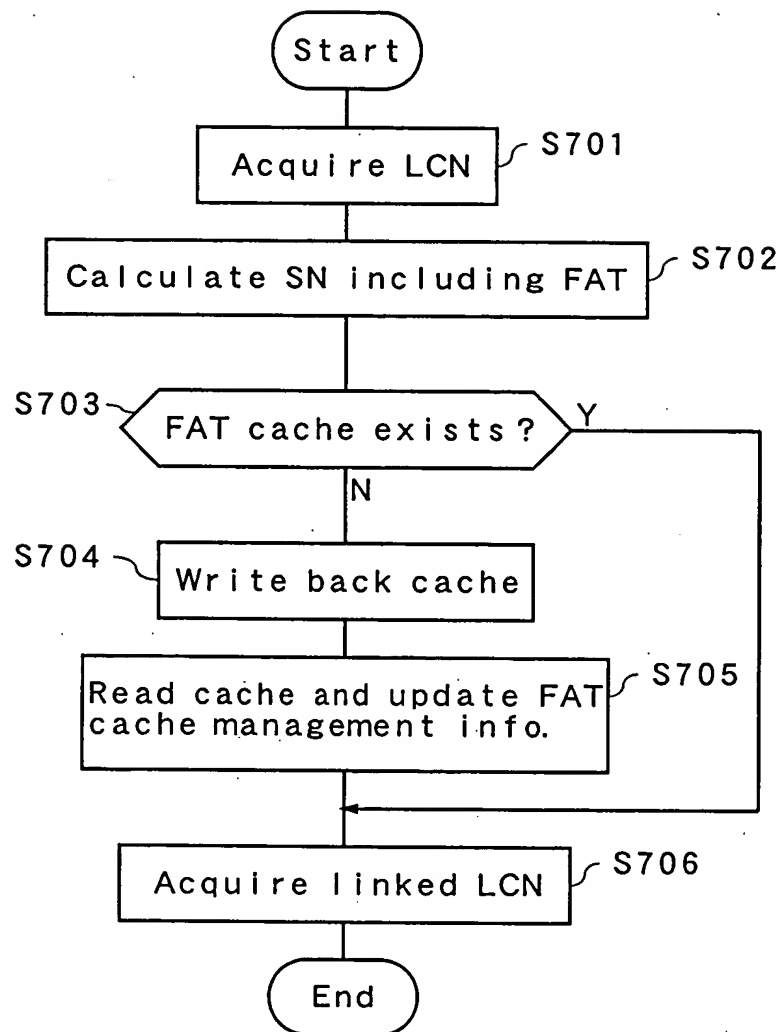 Start
Acquire LCN
S701
Calculate SN including FAT
S702
S703
FAT cache exists?
Y
N
S704
Write back cache
Read cache and update FAT
cache management info.
S705
Acquire linked LCN
S706
End